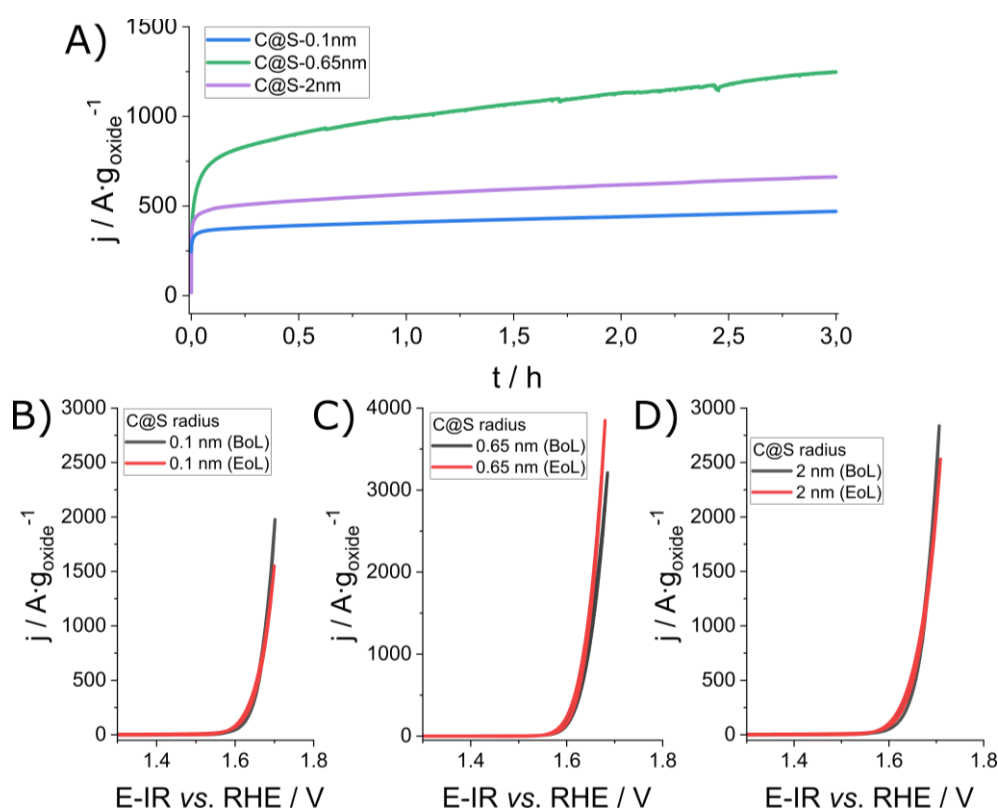 A)
C@S-0.1nm
C@S-0.65nm
C@S-2nm
1500
1000
500
0
j / A·g_oxide^-1
0,0 0,5 1,0 1,5 2,0 2,5 3,0
t / h
B)
C@S radius
0.1 nm (BoL)
0.1 nm (EoL)
3000
2500
2000
1500
1000
500
0
j / A·g_oxide^-1
1.4 1.6 1.8
E-IR vs. RHE / V
C)
C@S radius
0.65 nm (BoL)
0.65 nm (EoL)
4000
3000
2000
1000
0
j / A·g_oxide^-1
1.4 1.6 1.8
E-IR vs. RHE / V
D)
C@S radius
2 nm (BoL)
2 nm (EoL)
3000
2500
2000
1500
1000
500
0
j / A·g_oxide^-1
1.4 1.6 1.8
E-IR vs. RHE / V